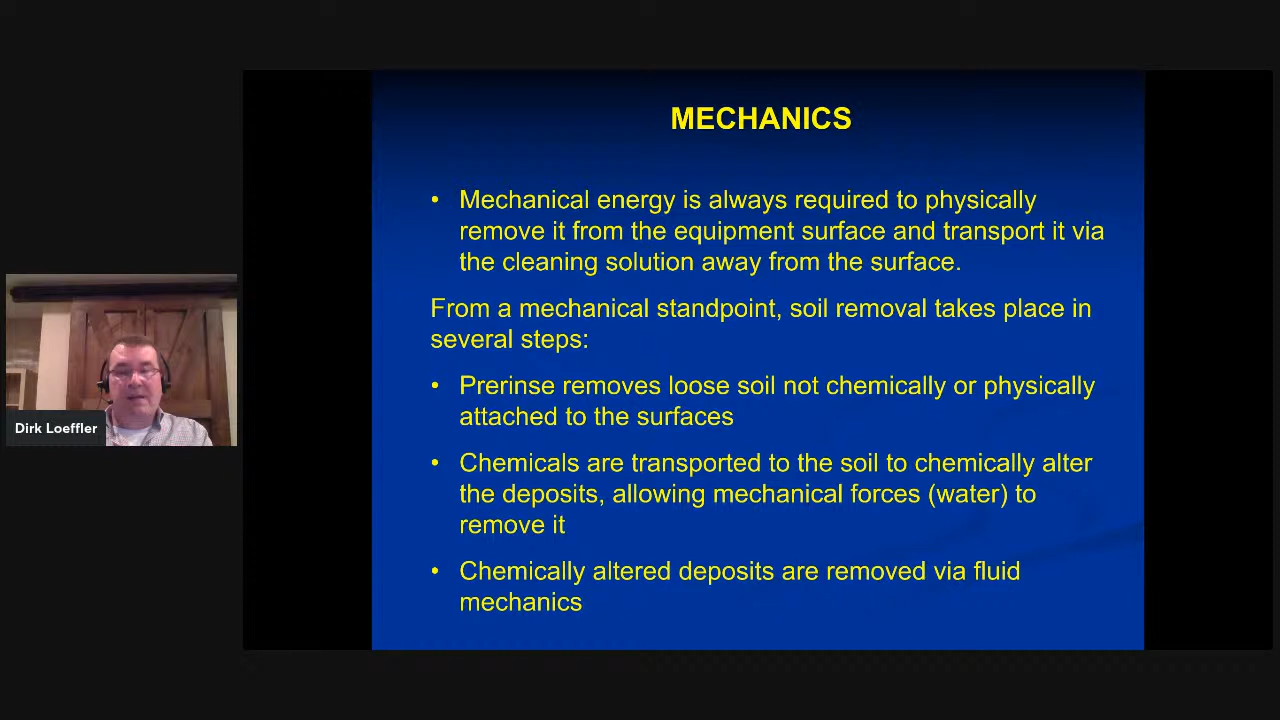 MECHANICS
• Mechanical energy is always required to physically
remove it from the equipment surface and transport it via
the cleaning solution away from the surface.
From a mechanical standpoint, soil removal takes place in
several steps:
• Prerinse removes loose soil not chemically or physically
attached to the surfaces
• Chemicals are transported to the soil to chemically alter
the deposits, allowing mechanical forces (water) to
remove it
• Chemically altered deposits are removed via fluid
mechanics
Dirk Loeffler